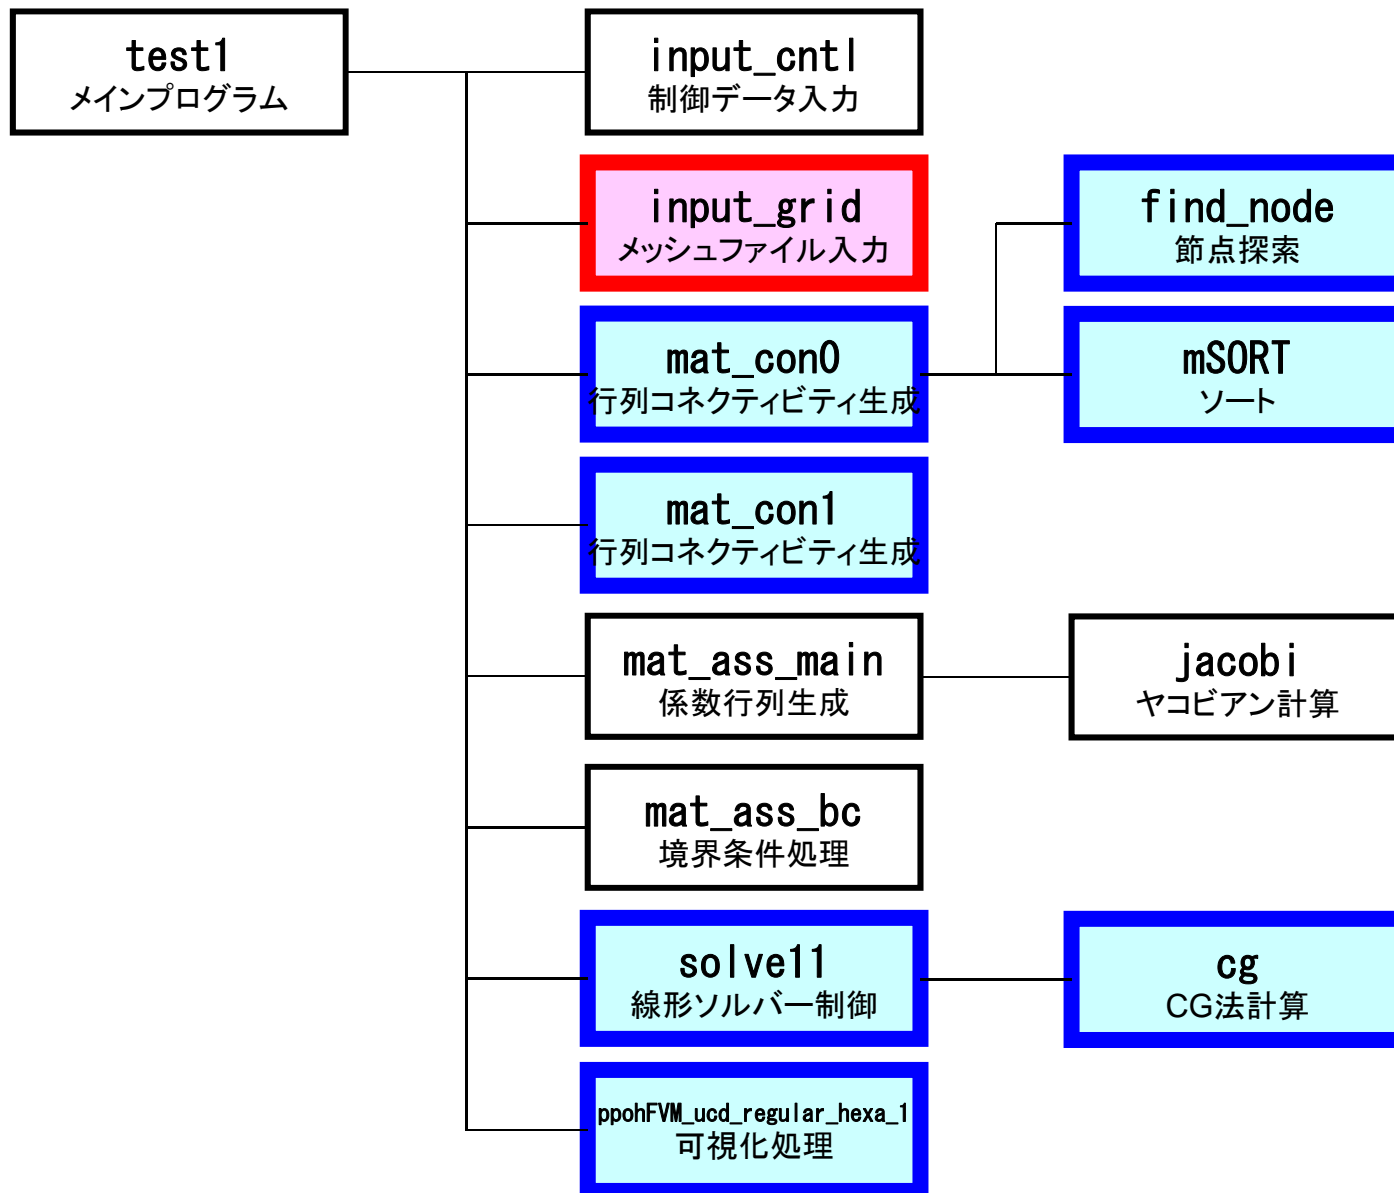 test1
メインプログラム
input_cntl
制御データ入力
input_grid
メッシュファイル入力
find_node
節点探索
mat_con0
行列コネクティビティ生成
mSORT
ソート
mat_con1
行列コネクティビティ生成
mat_ass_main
係数行列生成
jacobi
ヤコビアン計算
mat_ass_bc
境界条件処理
solve11
線形ソルバー制御
cg
CG法計算
ppohFVM_ucd_regular_hexa_1
可視化処理